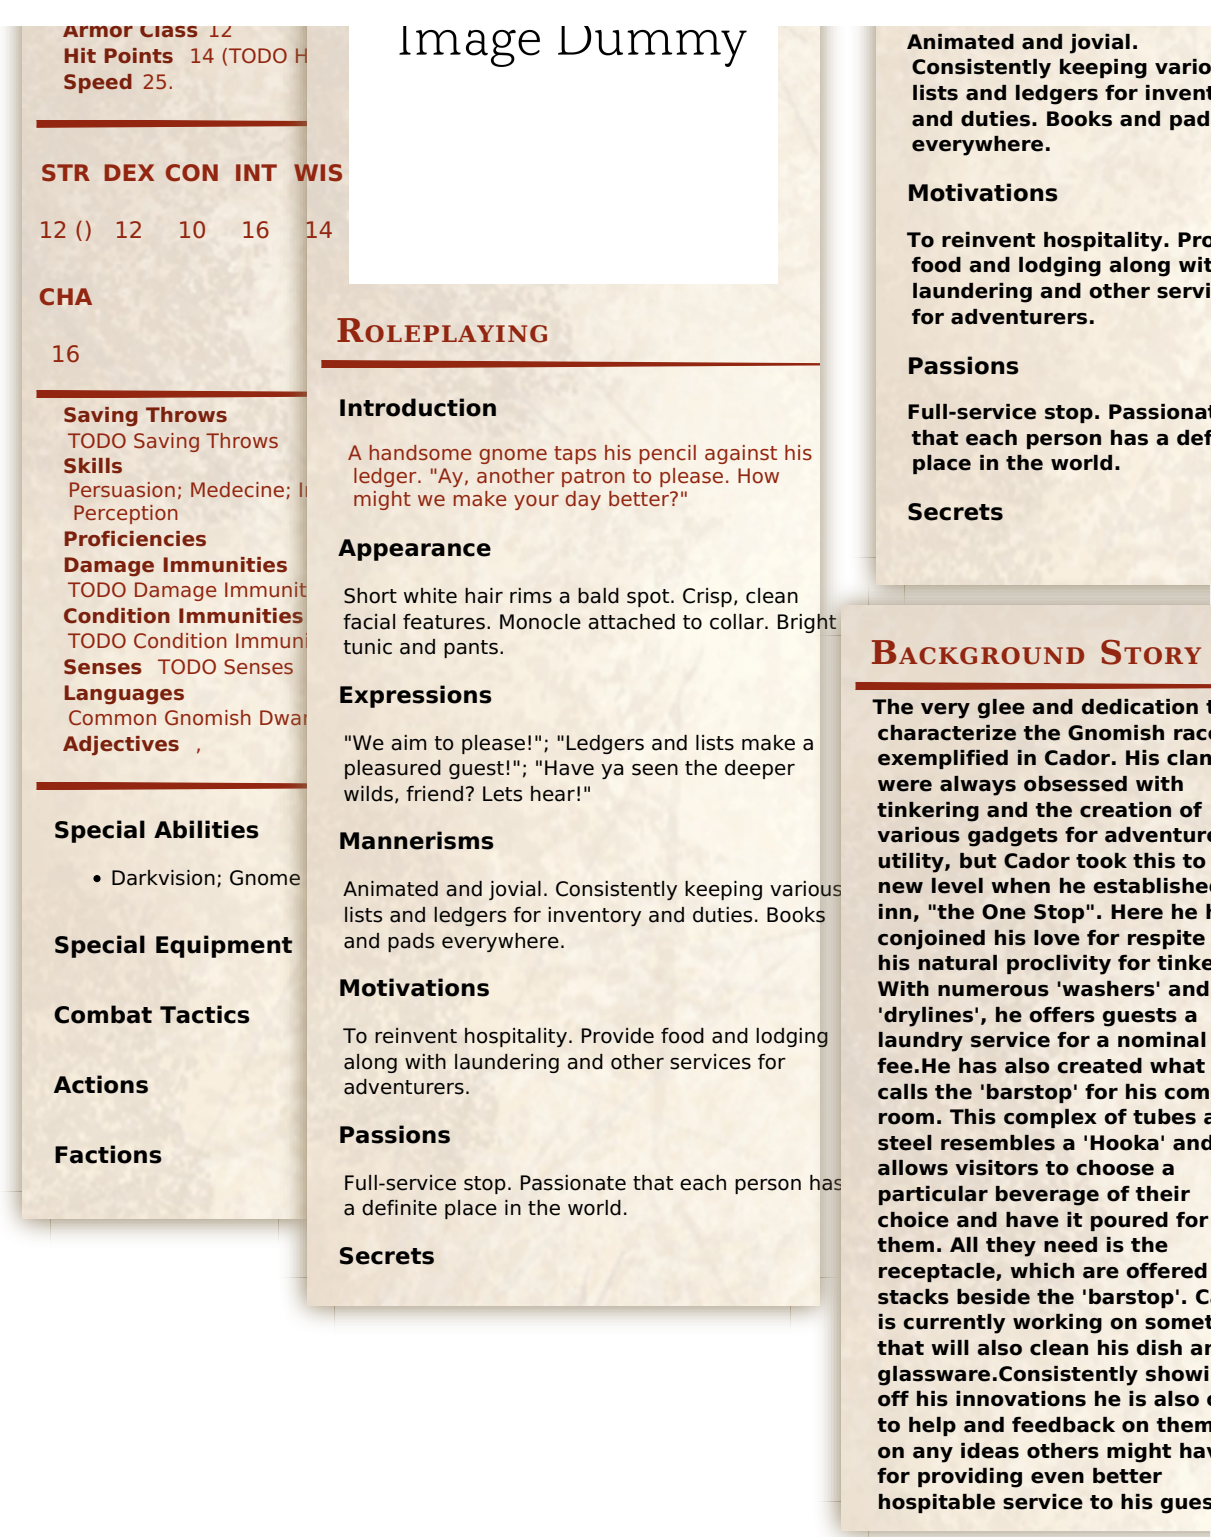 Armor Class 12
Hit Points 14 (TODO H
Speed 25.
STR DEX CON INT WIS
12 () 12 10 16 14
CHA
16
Saving Throws
TODO Saving Throws
Skills
Persuasion; Medecine;
Perception
Proficiencies
Damage Immunities
TODO Damage Immunit
Condition Immunities
TODO Condition Immuni
Senses TODO Senses
Languages
Common Gnomish Dwar
Adjectives ,
Special Abilities
• Darkvision; Gnome
Special Equipment
Combat Tactics
Actions
Factions
Image Dummy
Roleplaying
Introduction
A handsome gnome taps his pencil against his
ledger. "Ay, another patron to please. How
might we make your day better?"
Appearance
Short white hair rims a bald spot. Crisp, clean
facial features. Monocle attached to collar. Bright
tunic and pants.
Expressions
"We aim to please!"; "Ledgers and lists make a
pleasured guest!"; "Have ya seen the deeper
wilds, friend? Lets hear!"
Mannerisms
Animated and jovial. Consistently keeping various
lists and ledgers for inventory and duties. Books
and pads everywhere.
Motivations
To reinvent hospitality. Provide food and lodging
along with laundering and other services for
adventurers.
Passions
Full-service stop. Passionate that each person has
a definite place in the world.
Secrets
Animated and jovial.
Consistently keeping vario
lists and ledgers for invent
and duties. Books and pad
everywhere.
Motivations
To reinvent hospitality. Pro
food and lodging along wit
laundering and other servi
for adventurers.
Passions
Full-service stop. Passionat
that each person has a def
place in the world.
Secrets
Background Story
The very glee and dedication t
characterize the Gnomish race
exemplified in Cador. His clan
were always obsessed with
tinkering and the creation of
various gadgets for adventure
utility, but Cador took this to
new level when he established
inn, "the One Stop". Here he h
conjoined his love for respite
his natural proclivity for tinke
With numerous 'washers' and
'drylines', he offers guests a
laundry service for a nominal
fee.He has also created what
calls the 'barstop' for his com
room. This complex of tubes a
steel resembles a 'Hooka' and
allows visitors to choose a
particular beverage of their
choice and have it poured for
them. All they need is the
receptacle, which are offered
stacks beside the 'barstop'. C
is currently working on somet
that will also clean his dish an
glassware.Consistently showi
off his innovations he is also o
to help and feedback on them
on any ideas others might hav
for providing even better
hospitable service to his gues